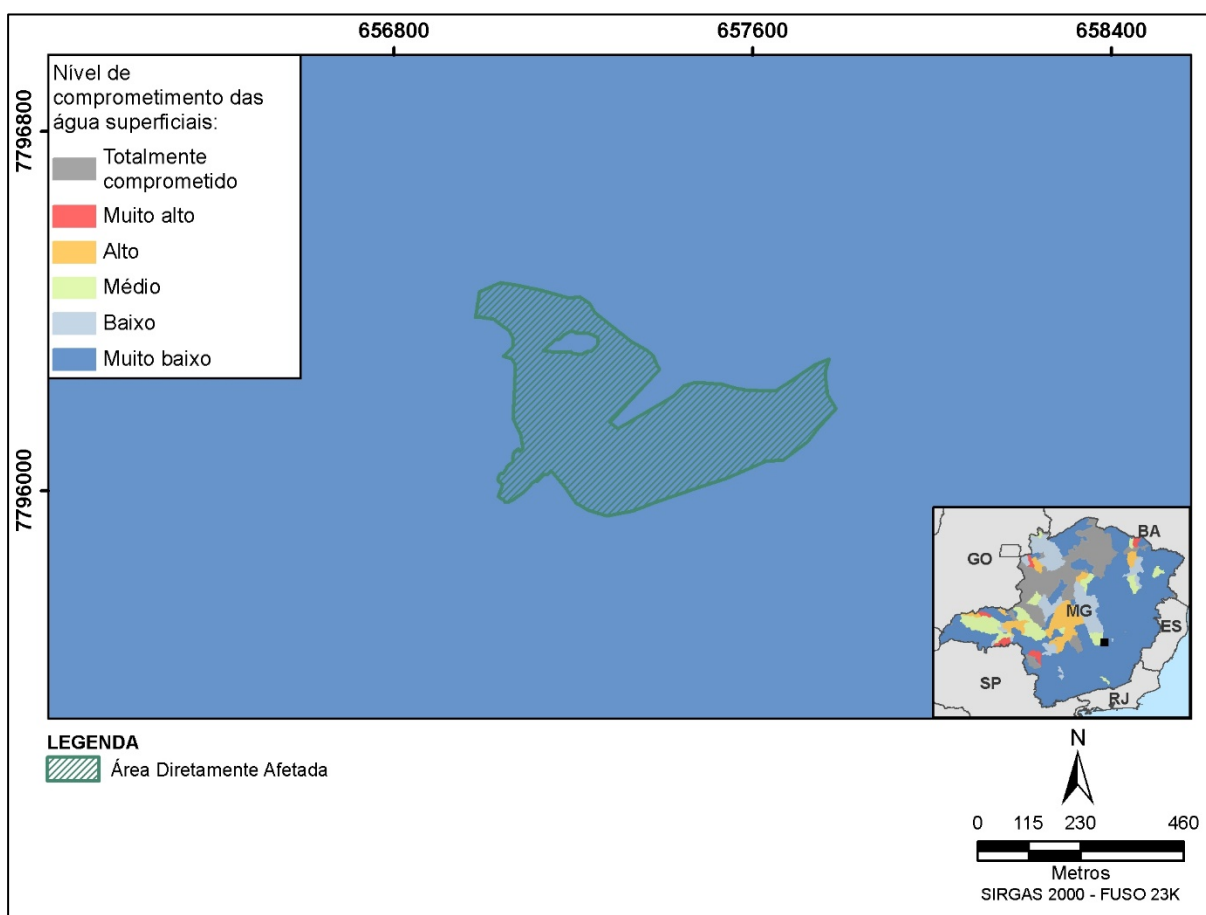 656800
657600
658400
7796800
7796000
Nível de
comprometimento das
água superficiais:
Totalmente
comprometido
Muito alto
Alto
Médio
Baixo
Muito baixo
BA
GO
MG
ES
SP
RJ
LEGENDA
Área Diretamente Afetada
N
0 115 230 460
Metros
SIRGAS 2000 - FUSO 23K